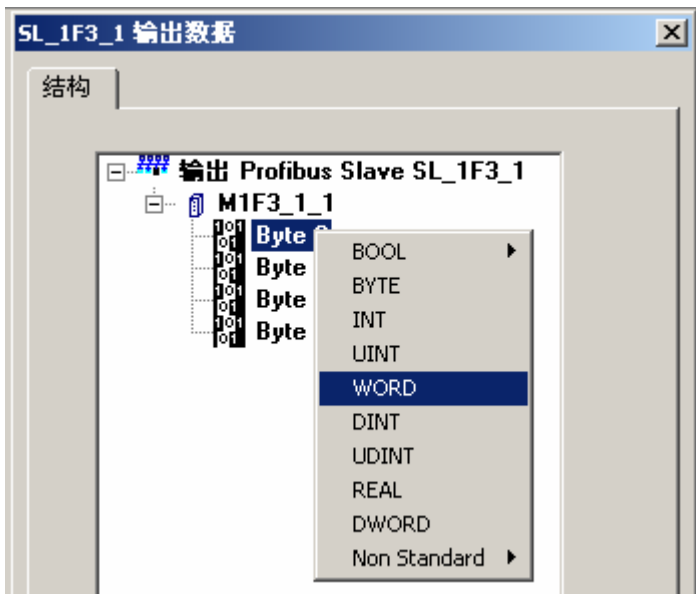 SL_1F3_1 输出数据
结构
输出 Profibus Slave SL_1F3_1
M1F3_1_1
Byte
Byte
Byte
Byte
BOOL
BYTE
INT
UINT
WORD
DINT
UDINT
REAL
DWORD
Non Standard